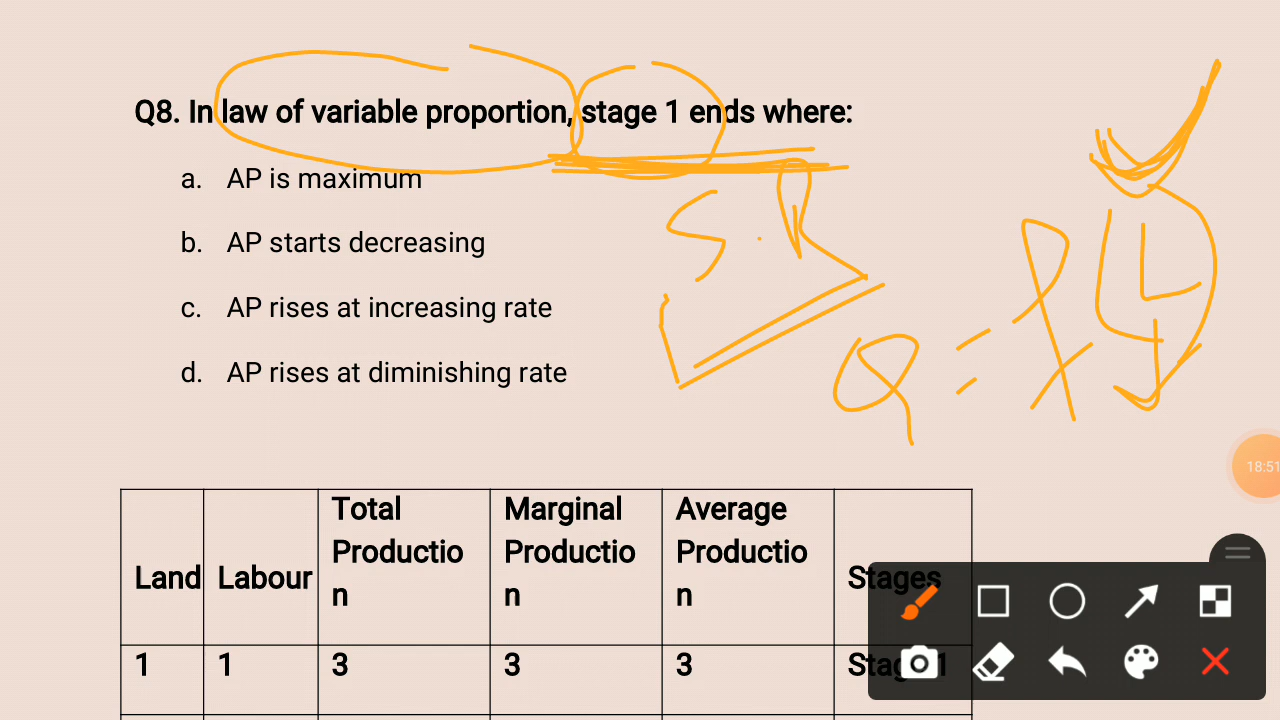 Q8. In law of variable proportion, stage 1 ends where:
a. AP is maximum
b. AP starts decreasing
S.R
c. AP rises at increasing rate
d. AP rises at diminishing rate
Q =
18:51
Land Labour Total Production Marginal Production Average Production Stages
1 1 3 3 3 Stage 1